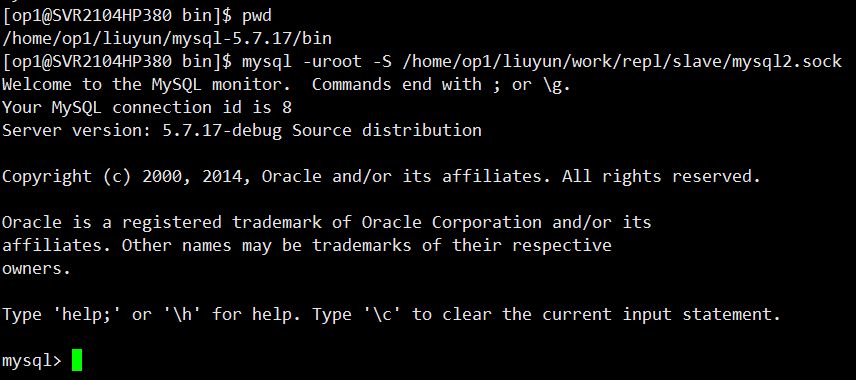 [op1@SVR2104HP380 bin]$ pwd
/home/op1/liuyun/mysql-5.7.17/bin
[op1@SVR2104HP380 bin]$ mysql -uroot -S /home/op1/liuyun/work/repl/slave/mysql2.sock
Welcome to the MySQL monitor.  Commands end with ; or \g.
Your MySQL connection id is 8
Server version: 5.7.17-debug Source distribution

Copyright (c) 2000, 2014, Oracle and/or its affiliates. All rights reserved.

Oracle is a registered trademark of Oracle Corporation and/or its
affiliates. Other names may be trademarks of their respective
owners.

Type 'help;' or '\h' for help. Type '\c' to clear the current input statement.

mysql>